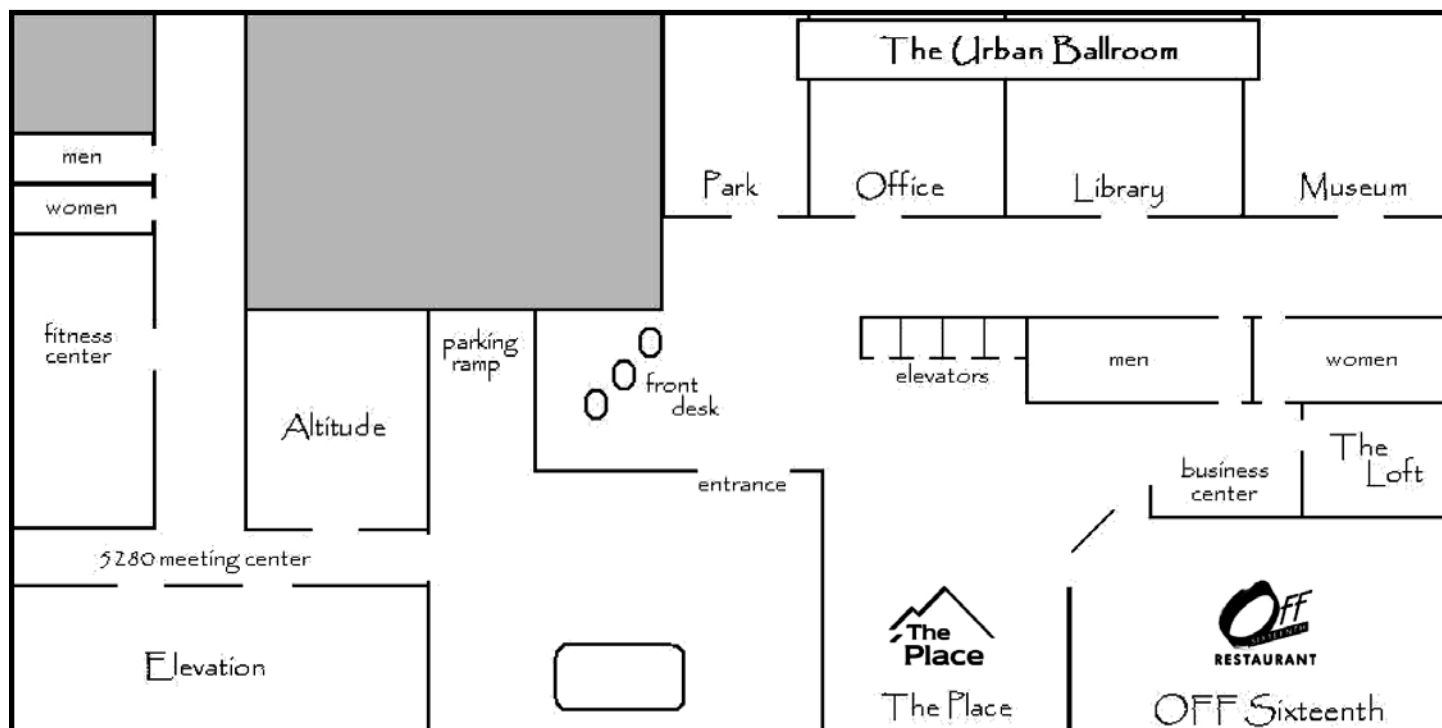 The Urban Ballroom
men
Park
Office
Library
Museum
women
fitness
center
parking
ramp
front
desk
elevators
men
women
Altitude
The
Loft
entrance
business
center
5280 meeting center
The
Place
OFF
SIXTEENTH
RESTAURANT
Elevation
The Place
OFF Sixteenth